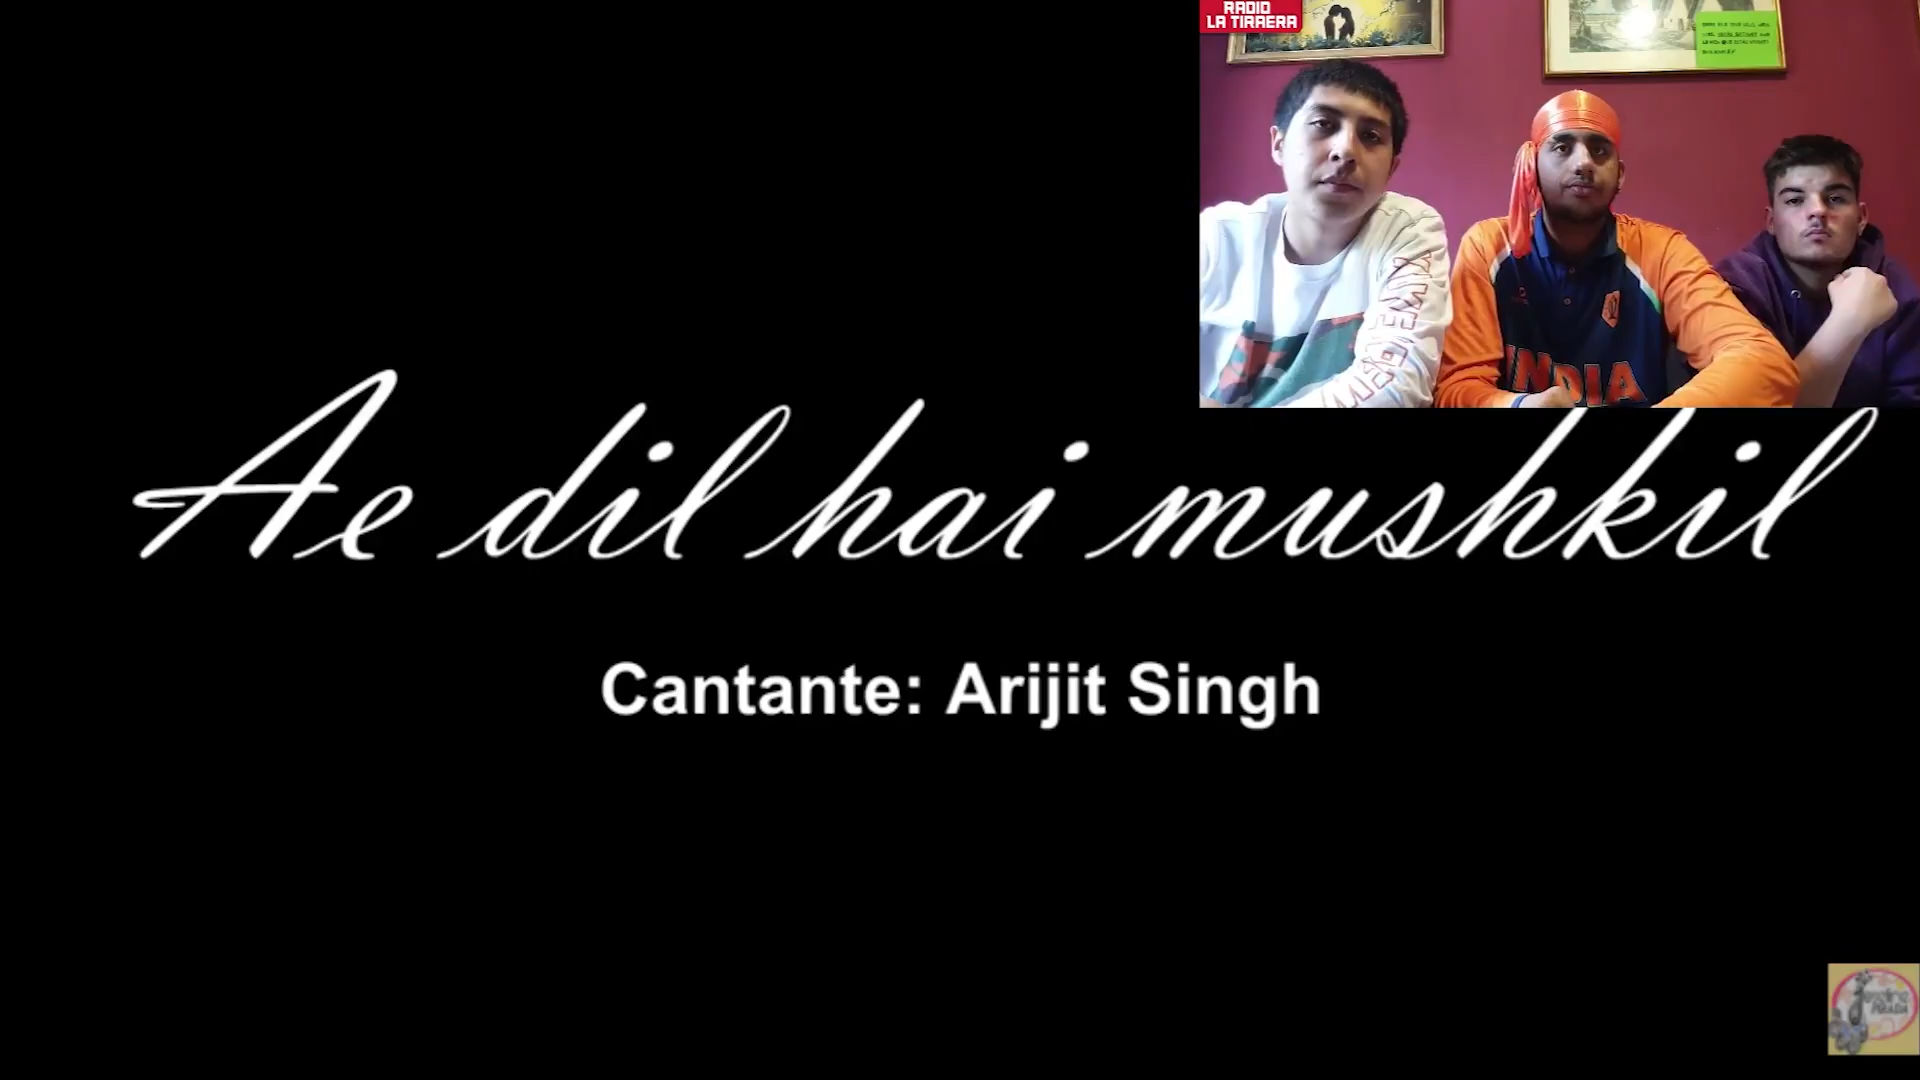 RADIO
LA TIRAERA
INDIA
Ae dil hai mushkil
Cantante: Arijit Singh